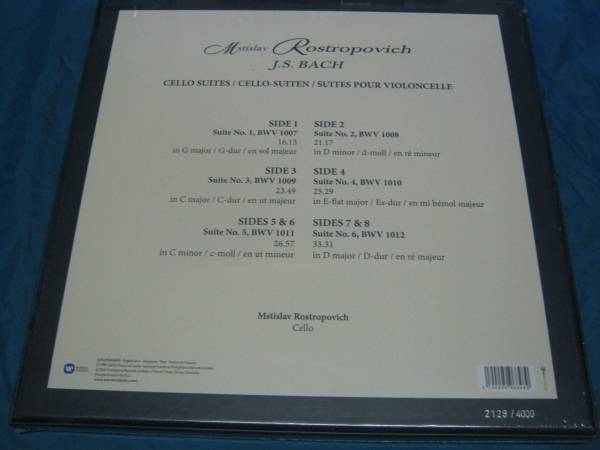 Mstislav Rostropovich
J.S. BACH
CELLO SUITES / CELLO-SUITEN / SUITES POUR VIOLONCELLE
SIDE 1
Suite No. 1, BWV 1007
16.13
in G major / G-dur / en sol majeur
SIDE 2
Suite No. 2, BWV 1008
21.17
in D minor / d-moll / en ré mineur
SIDE 3
Suite No. 3, BWV 1009
23.49
in C major / C-dur / en ut majeur
SIDE 4
Suite No. 4, BWV 1010
25.29
in E-flat major / Es-dur / en mi bémol majeur
SIDES 5 & 6
Suite No. 5, BWV 1011
26.57
in C minor / c-moll / en ut mineur
SIDES 7 & 8
Suite No. 6, BWV 1012
33.31
in D major / D-dur / en ré majeur
Mstislav Rostropovich
Cello
2128 / 4000